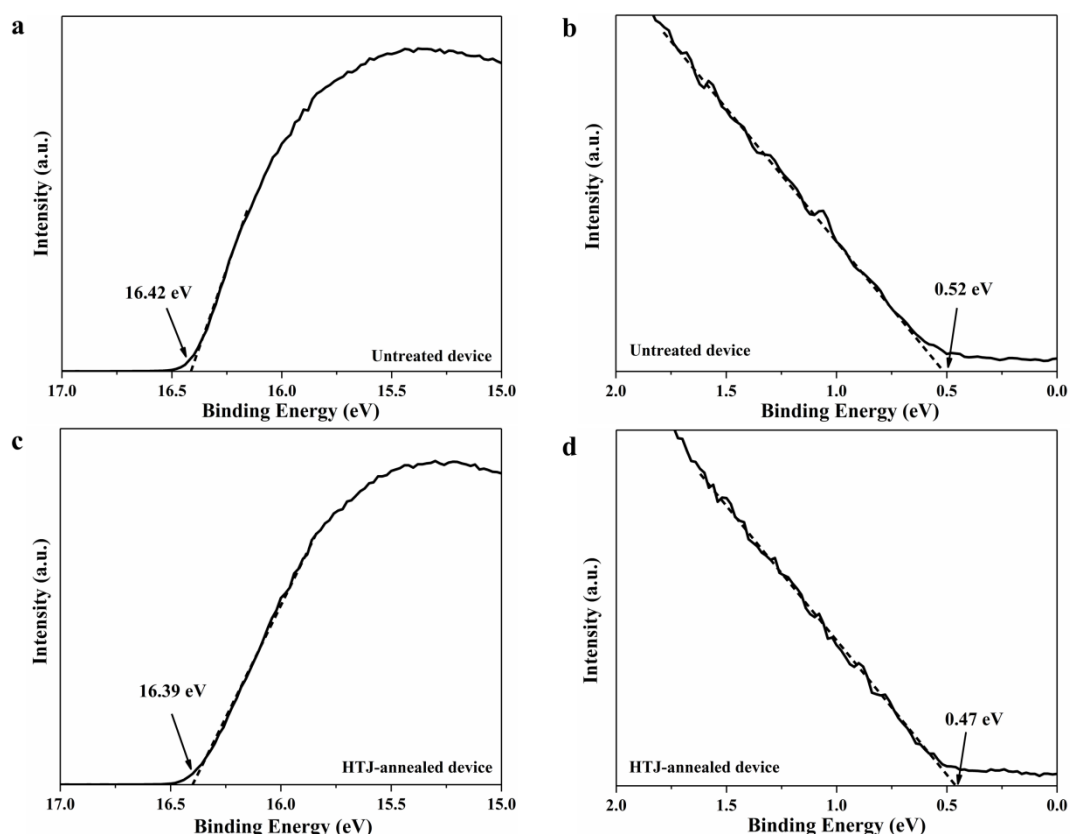 a
Intensity (a.u.)
16.42 eV
Untreated device
17.0 16.5 16.0 15.5 15.0
Binding Energy (eV)
b
Intensity (a.u.)
0.52 eV
Untreated device
2.0 1.5 1.0 0.5 0.0
Binding Energy (eV)
c
Intensity (a.u.)
16.39 eV
HTJ-annealed device
17.0 16.5 16.0 15.5 15.0
Binding Energy (eV)
d
Intensity (a.u.)
0.47 eV
HTJ-annealed device
2.0 1.5 1.0 0.5 0.0
Binding Energy (eV)